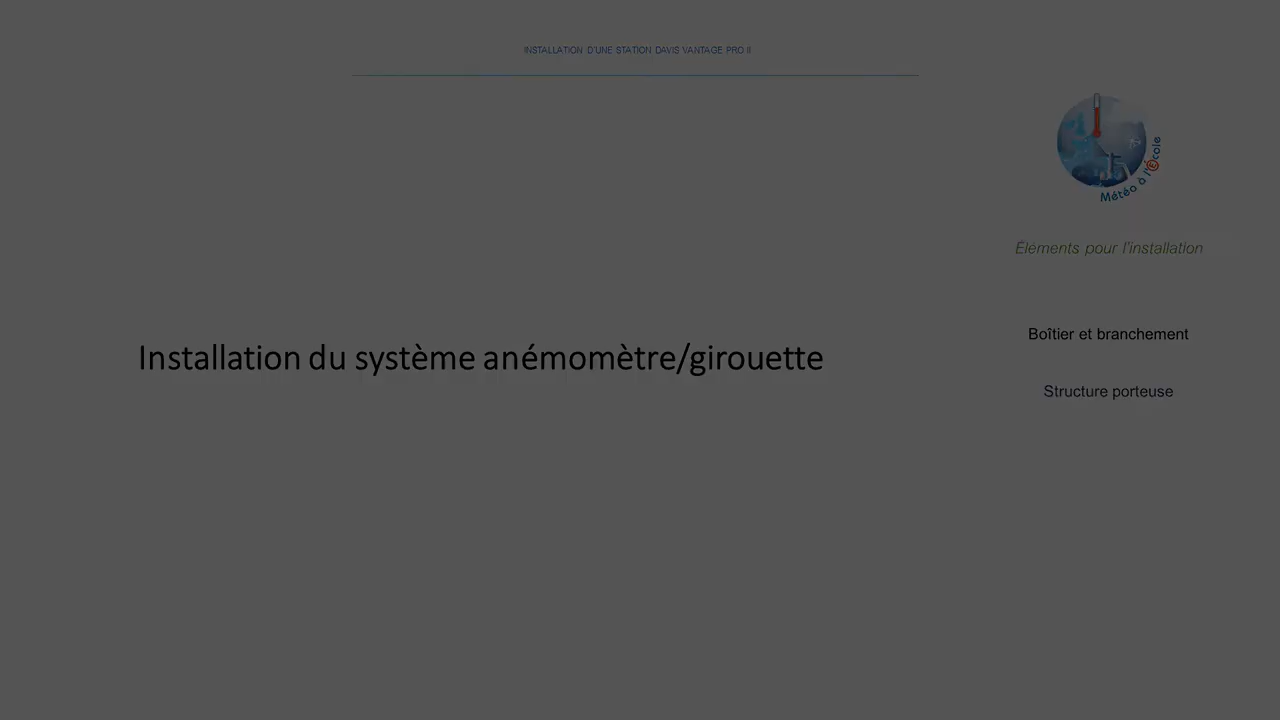 INSTALLATION D'UNE STATION DAVIS VANTAGE PRO II
Météo à l'école
Éléments pour l'installation
Boîtier et branchement
Installation du système anémomètre/girouette
Structure porteuse